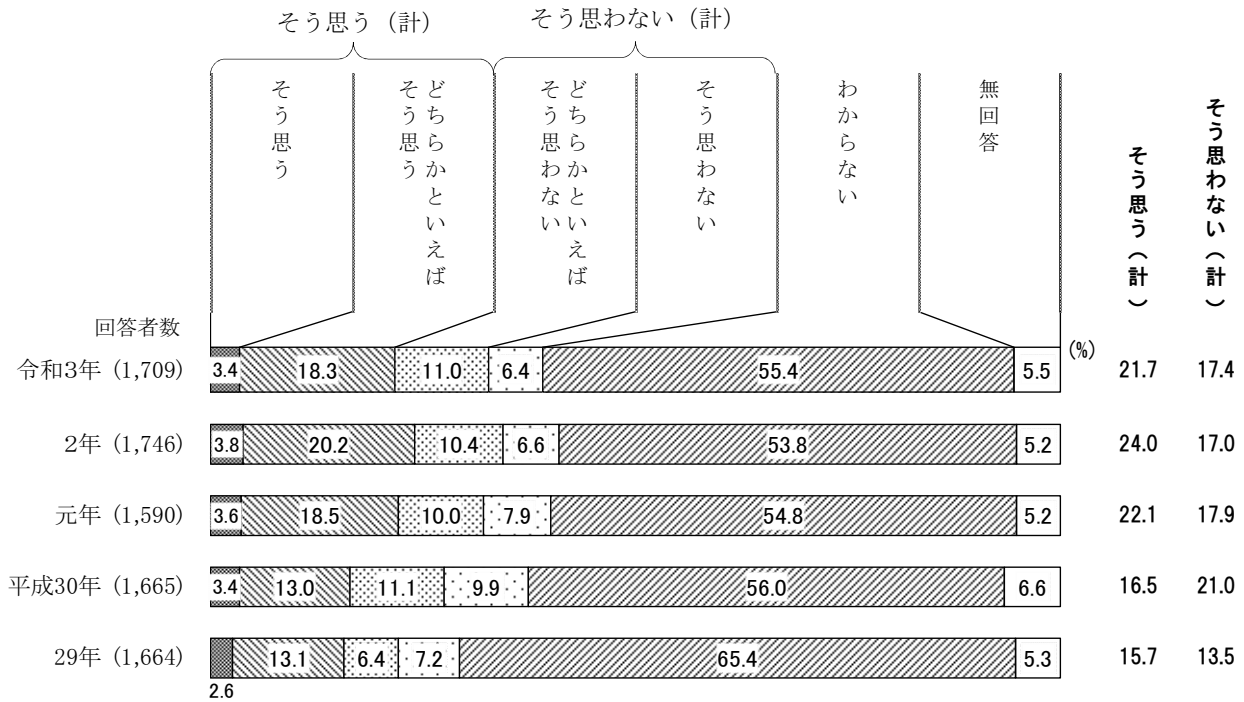 そう思う（計）
そう思わない（計）
そう思う
どちらかといえば
そう思う
どちらかといえば
そう思わない
そう思わない
わからない
無回答
そう思う（計）
そう思わない（計）
回答者数
(%)
令和3年 (1,709) 3.4 18.3 11.0 6.4 55.4 5.5 21.7 17.4
2年 (1,746) 3.8 20.2 10.4 6.6 53.8 5.2 24.0 17.0
元年 (1,590) 3.6 18.5 10.0 7.9 54.8 5.2 22.1 17.9
平成30年 (1,665) 3.4 13.0 11.1 9.9 56.0 6.6 16.5 21.0
29年 (1,664) 13.1 6.4 7.2 65.4 5.3 15.7 13.5
2.6